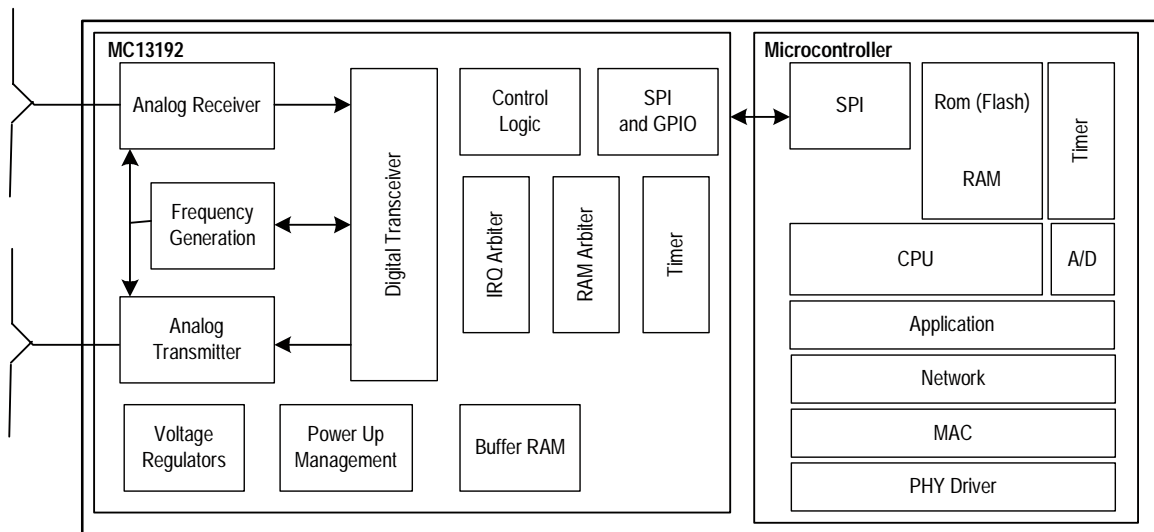 MC13192
Analog Receiver
Frequency
Generation
Analog
Transmitter
Digital Transceiver
Control
Logic
SPI
and GPIO
IRQ Arbiter
RAM Arbiter
Timer
Voltage
Regulators
Power Up
Management
Buffer RAM
Microcontroller
SPI
Rom (Flash)
RAM
Timer
CPU
A/D
Application
Network
MAC
PHY Driver